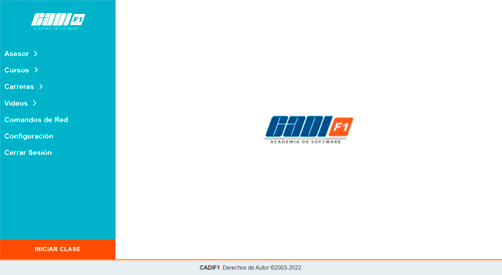 CADI F1
ACADEMIA DE SOFTWARE
Asesor
Cursos
Carreras
Videos
Comandos de Red
Configuración
Cerrar Sesión
INICIAR CLASE
CADI F1
ACADEMIA DE SOFTWARE
CADIF1 Derechos de Autor ©2003-2022.